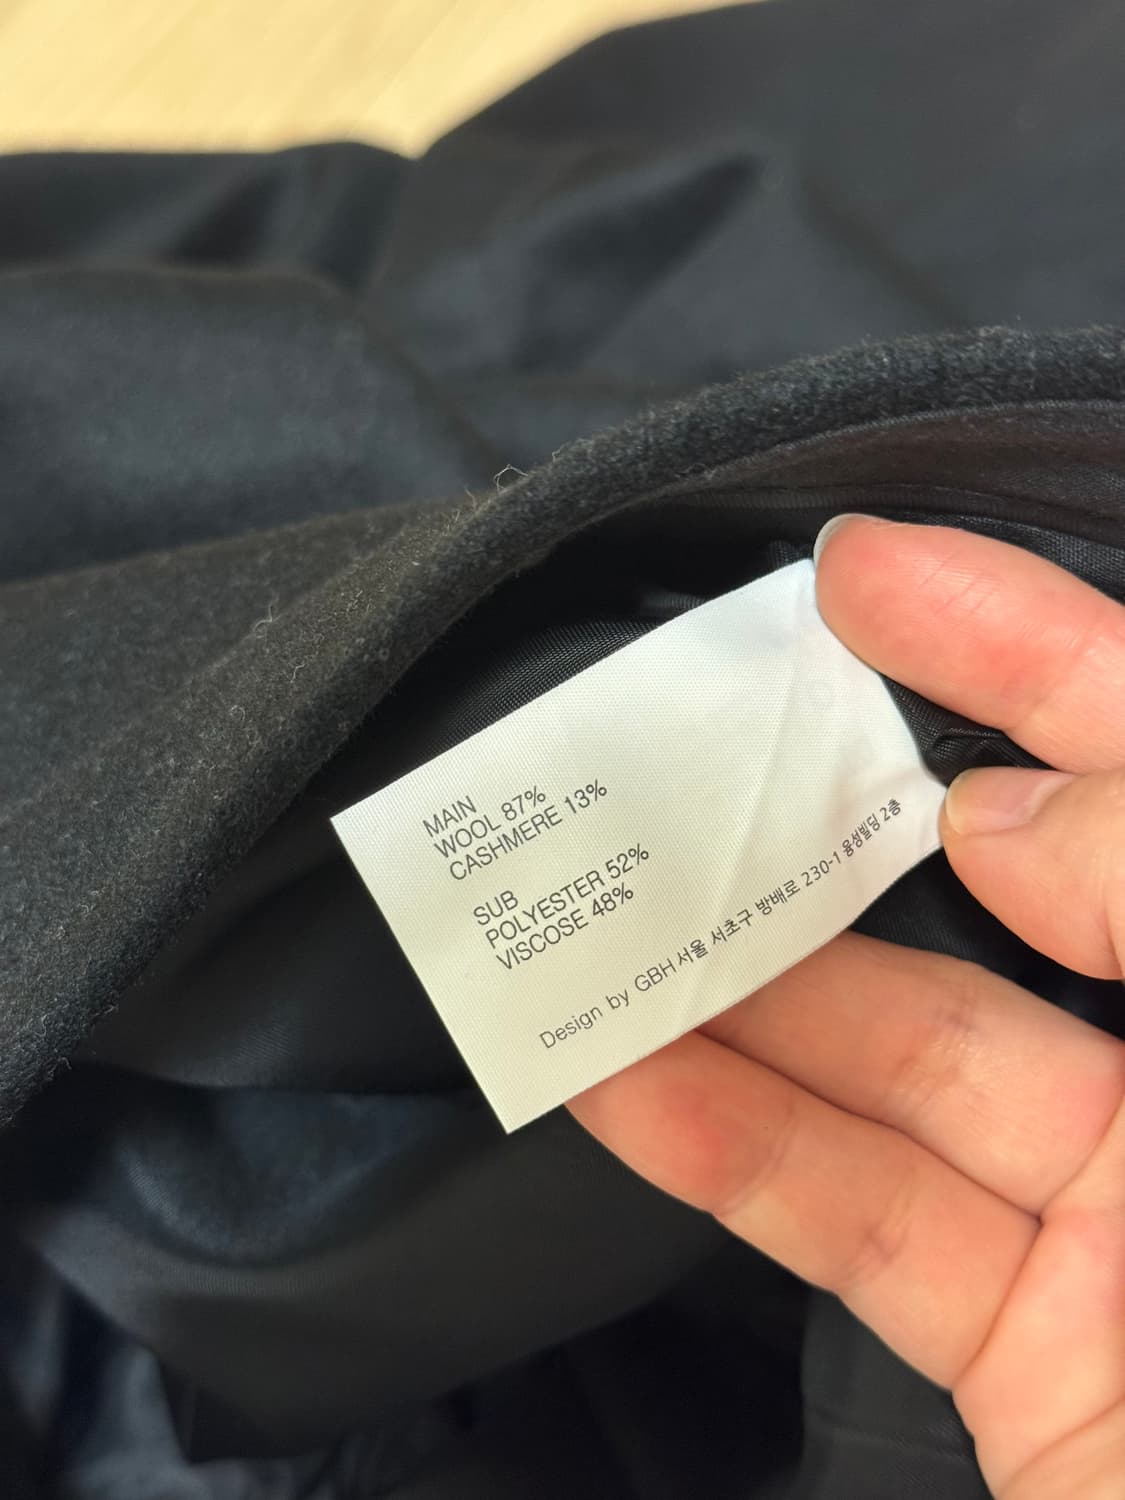 MAIN
WOOL 87%
CASHMERE 13%
SUB
POLYESTER 52%
VISCOSE 48%
Design by GBH 서울 서초구 방배로 230-1 융성빌딩 2층